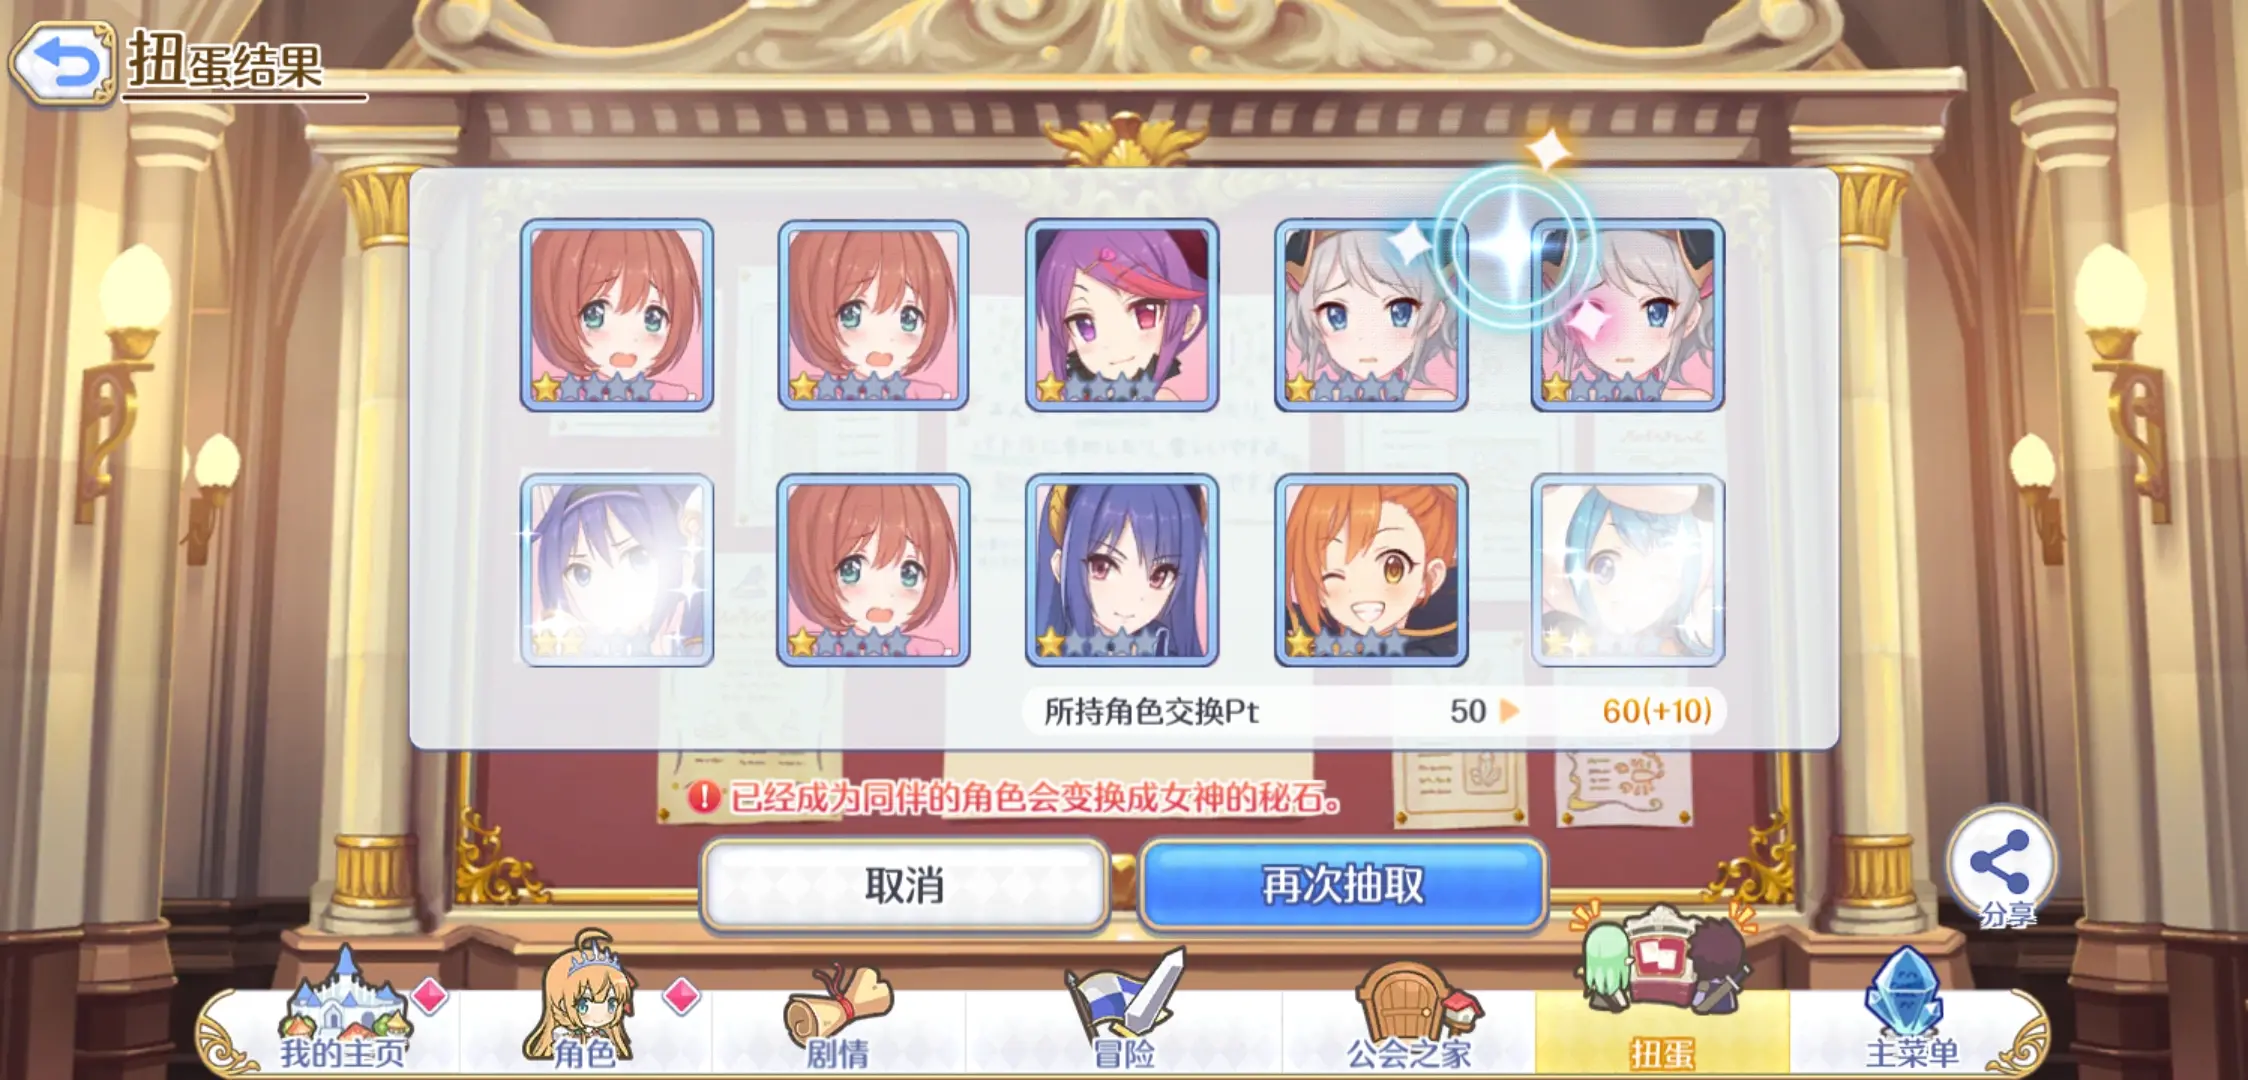 扭蛋结果
所持角色交换Pt 50 60(+10)
已经成为同伴的角色会变换成女神的秘石。
取消
再次抽取
分享
我的主页
角色
剧情
冒险
公会之家
扭蛋
主菜单